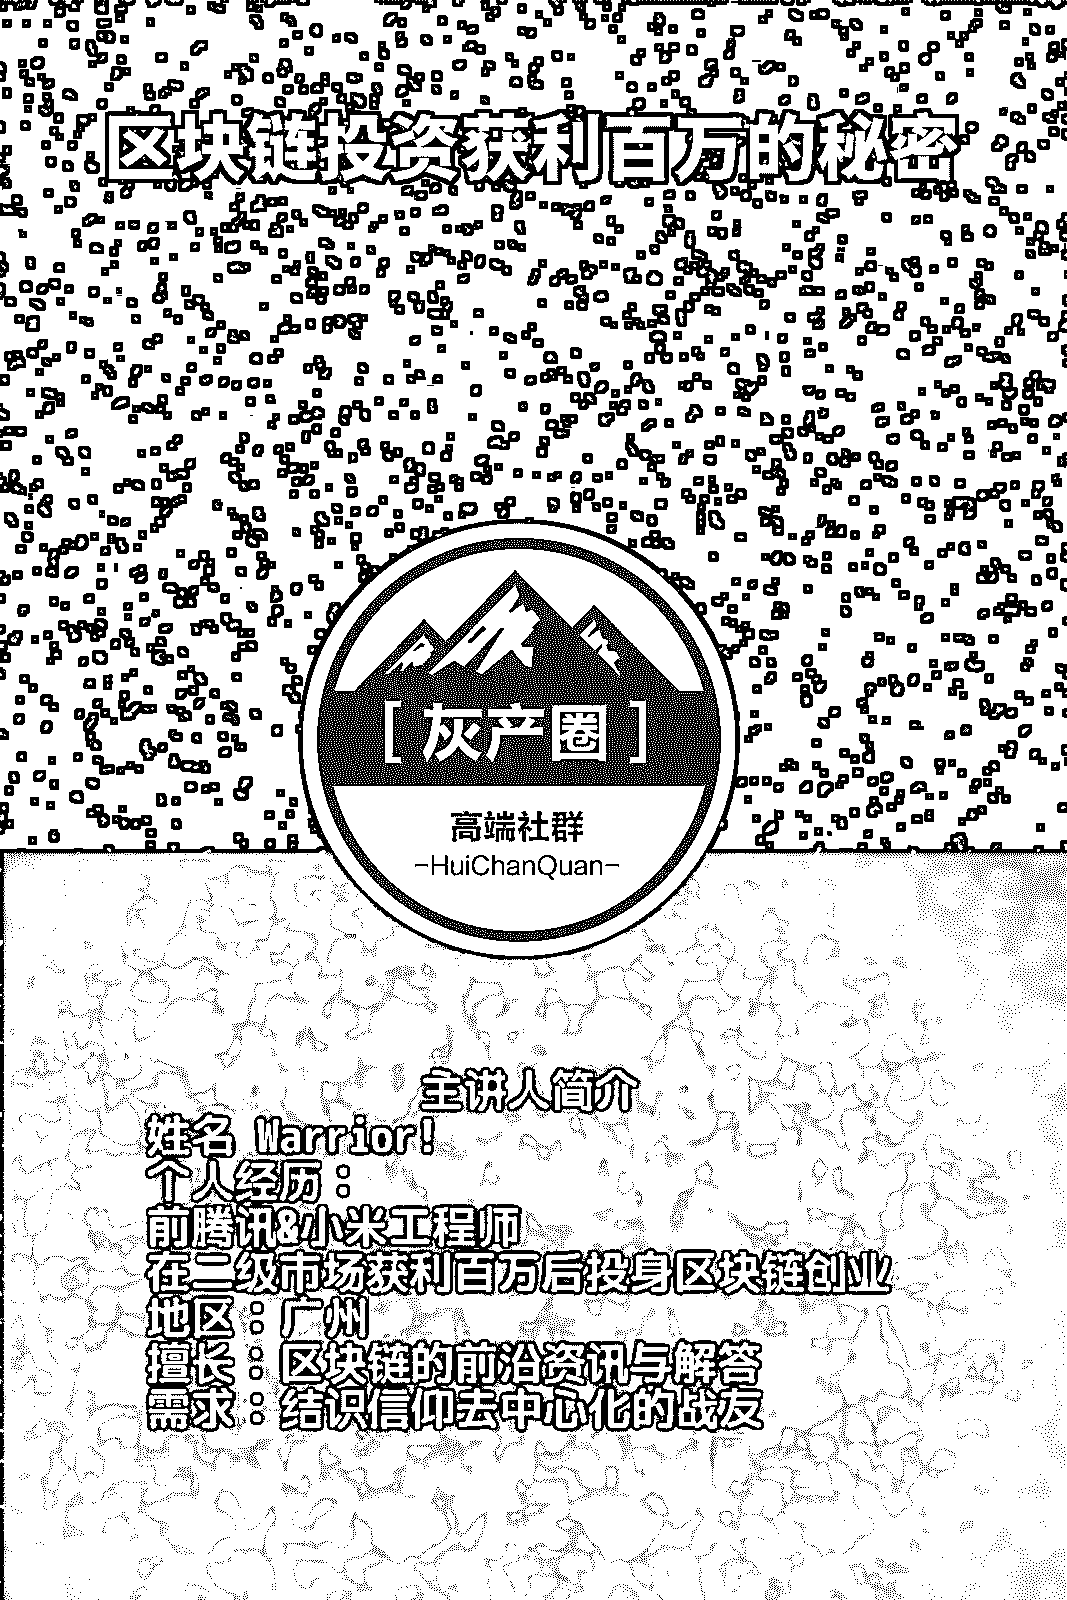 区块链投资获利百万的秘密
[ 灰产圈 ]
高端社群
-HuiChanQuan-
主讲人简介
姓名 Warrior!
个人经历：
前腾讯&小米工程师
在二级市场获利百万后投身区块链创业
地区：广州
擅长：区块链的前沿资讯与解答
需求：结识信仰去中心化的战友